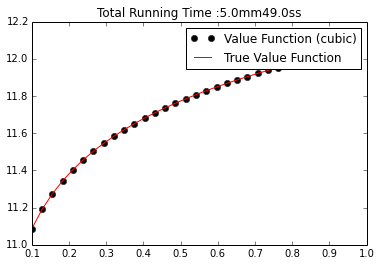 Total Running Time :5.0mm49.0ss
12.2
Value Function (cubic)
True Value Function
12.0
11.8
11.6
11.4
11.2
11.0
0.1 0.2 0.3 0.4 0.5 0.6 0.7 0.8 0.9 1.0